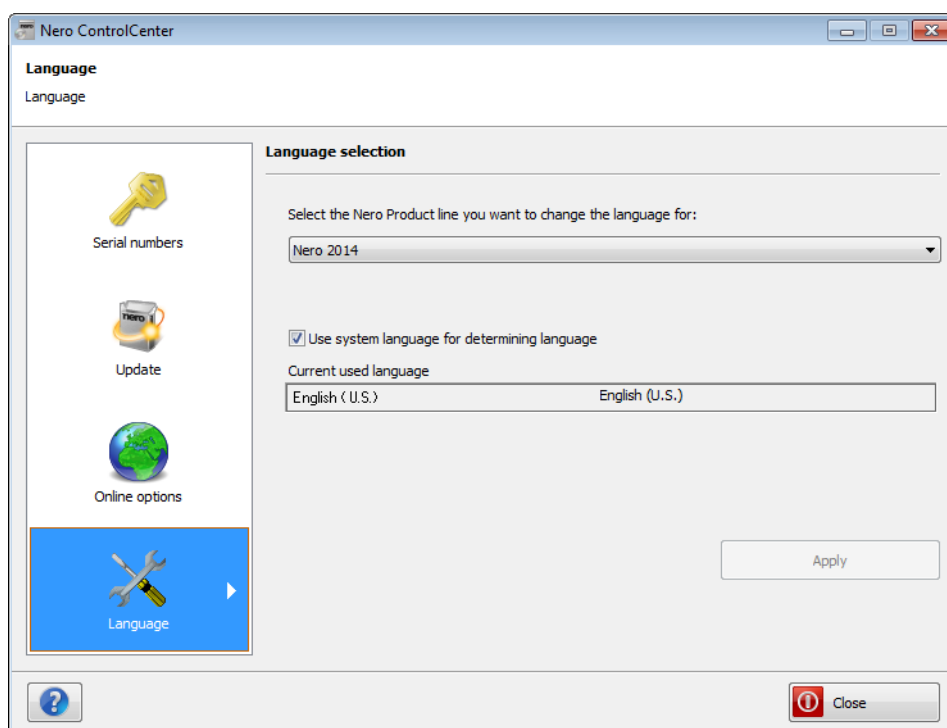 Nero ControlCenter
Language
Language
Serial numbers
Update
Online options
Language
Language selection
Select the Nero Product line you want to change the language for:
Nero 2014
Use system language for determining language
Current used language
English ( U.S.) English (U.S.)
Apply
nero
Close